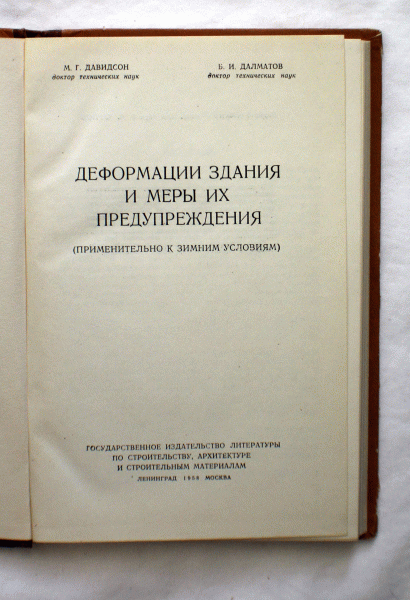 М. Г. ДАВИДСОН
доктор технических наук
Б. И. ДАЛМАТОВ
доктор технических наук
ДЕФОРМАЦИИ ЗДАНИЯ
И МЕРЫ ИХ
ПРЕДУПРЕЖДЕНИЯ
(ПРИМЕНИТЕЛЬНО К ЗИМНИМ УСЛОВИЯМ)
ГОСУДАРСТВЕННОЕ ИЗДАТЕЛЬСТВО ЛИТЕРАТУРЫ
ПО СТРОИТЕЛЬСТВУ, АРХИТЕКТУРЕ
И СТРОИТЕЛЬНЫМ МАТЕРИАЛАМ
ЛЕНИНГРАД 1958 МОСКВА